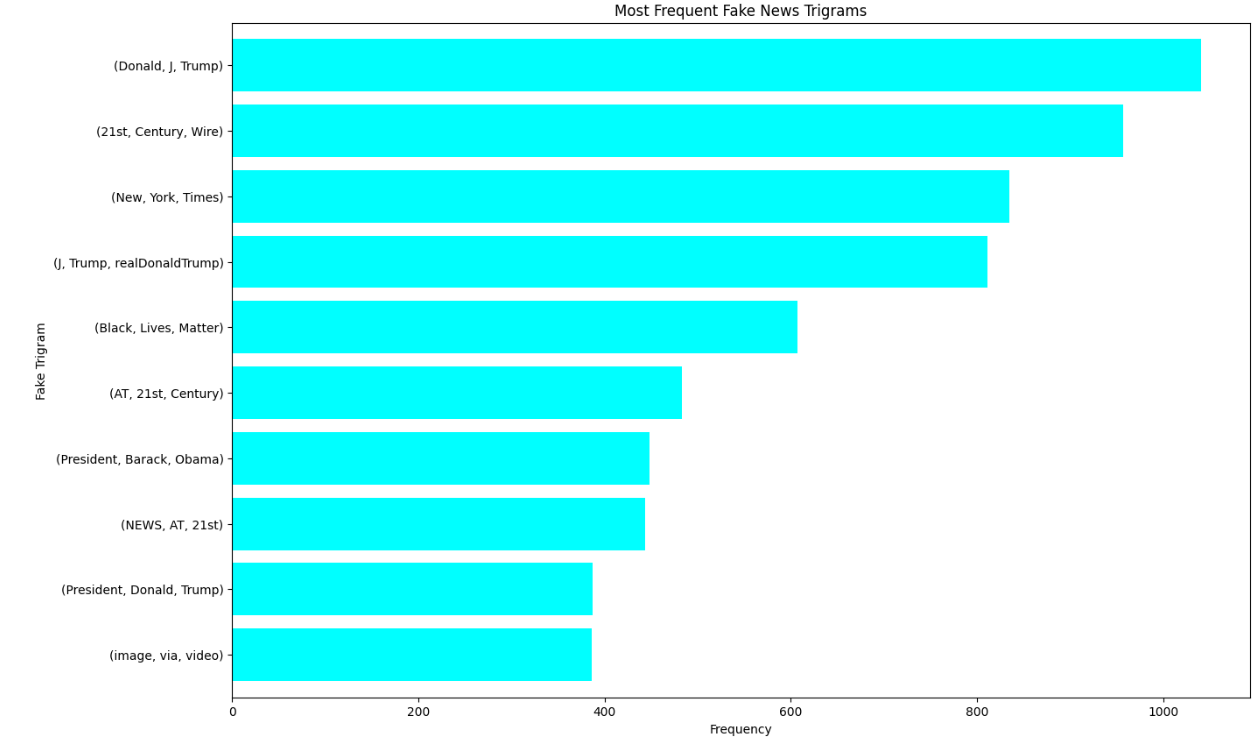 Most Frequent Fake News Trigrams
(Donald, J, Trump)
(21st, Century, Wire)
(New, York, Times)
(J, Trump, realDonaldTrump)
(Black, Lives, Matter)
(AT, 21st, Century)
(President, Barack, Obama)
(NEWS, AT, 21st)
(President, Donald, Trump)
(image, via, video)
Fake Trigram
0 200 400 600 800 1000
Frequency